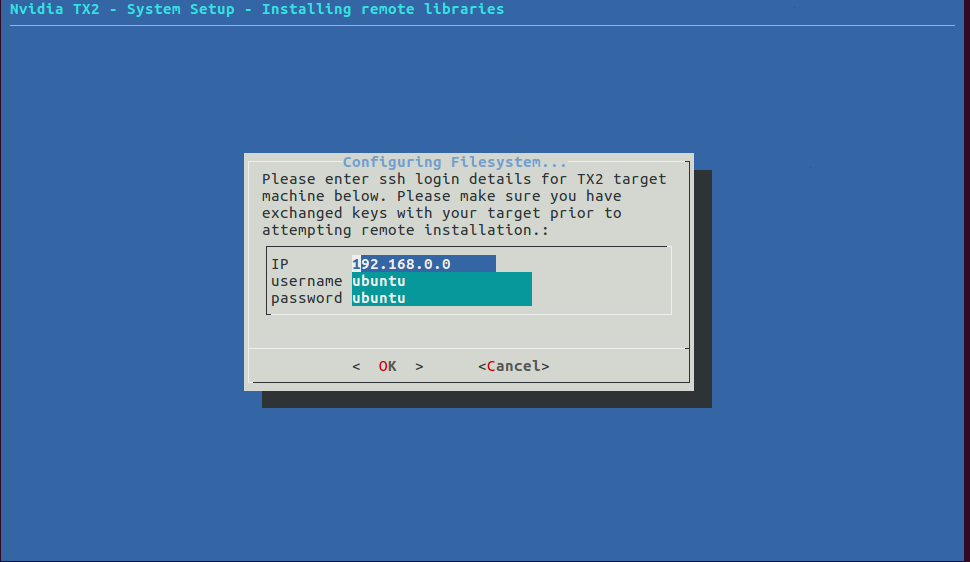 Nvidia TX2 - System Setup - Installing remote libraries
Configuring Filesystem...
Please enter ssh login details for TX2 target
machine below. Please make sure you have
exchanged keys with your target prior to
attempting remote installation.:
IP 192.168.0.0
username ubuntu
password ubuntu
< OK > <Cancel>